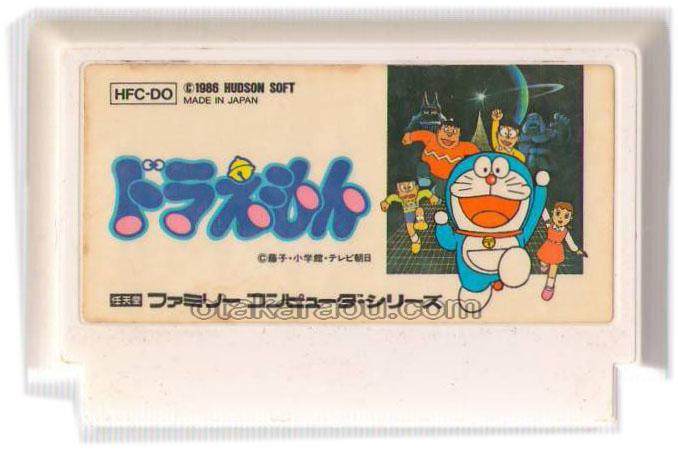 HFC-DO
©1986 HUDSON SOFT
MADE IN JAPAN
ドラえもん
©藤子・小学館・テレビ朝日
任天堂 ファミリー コンピュータ・シリーズ
otakaraou.com